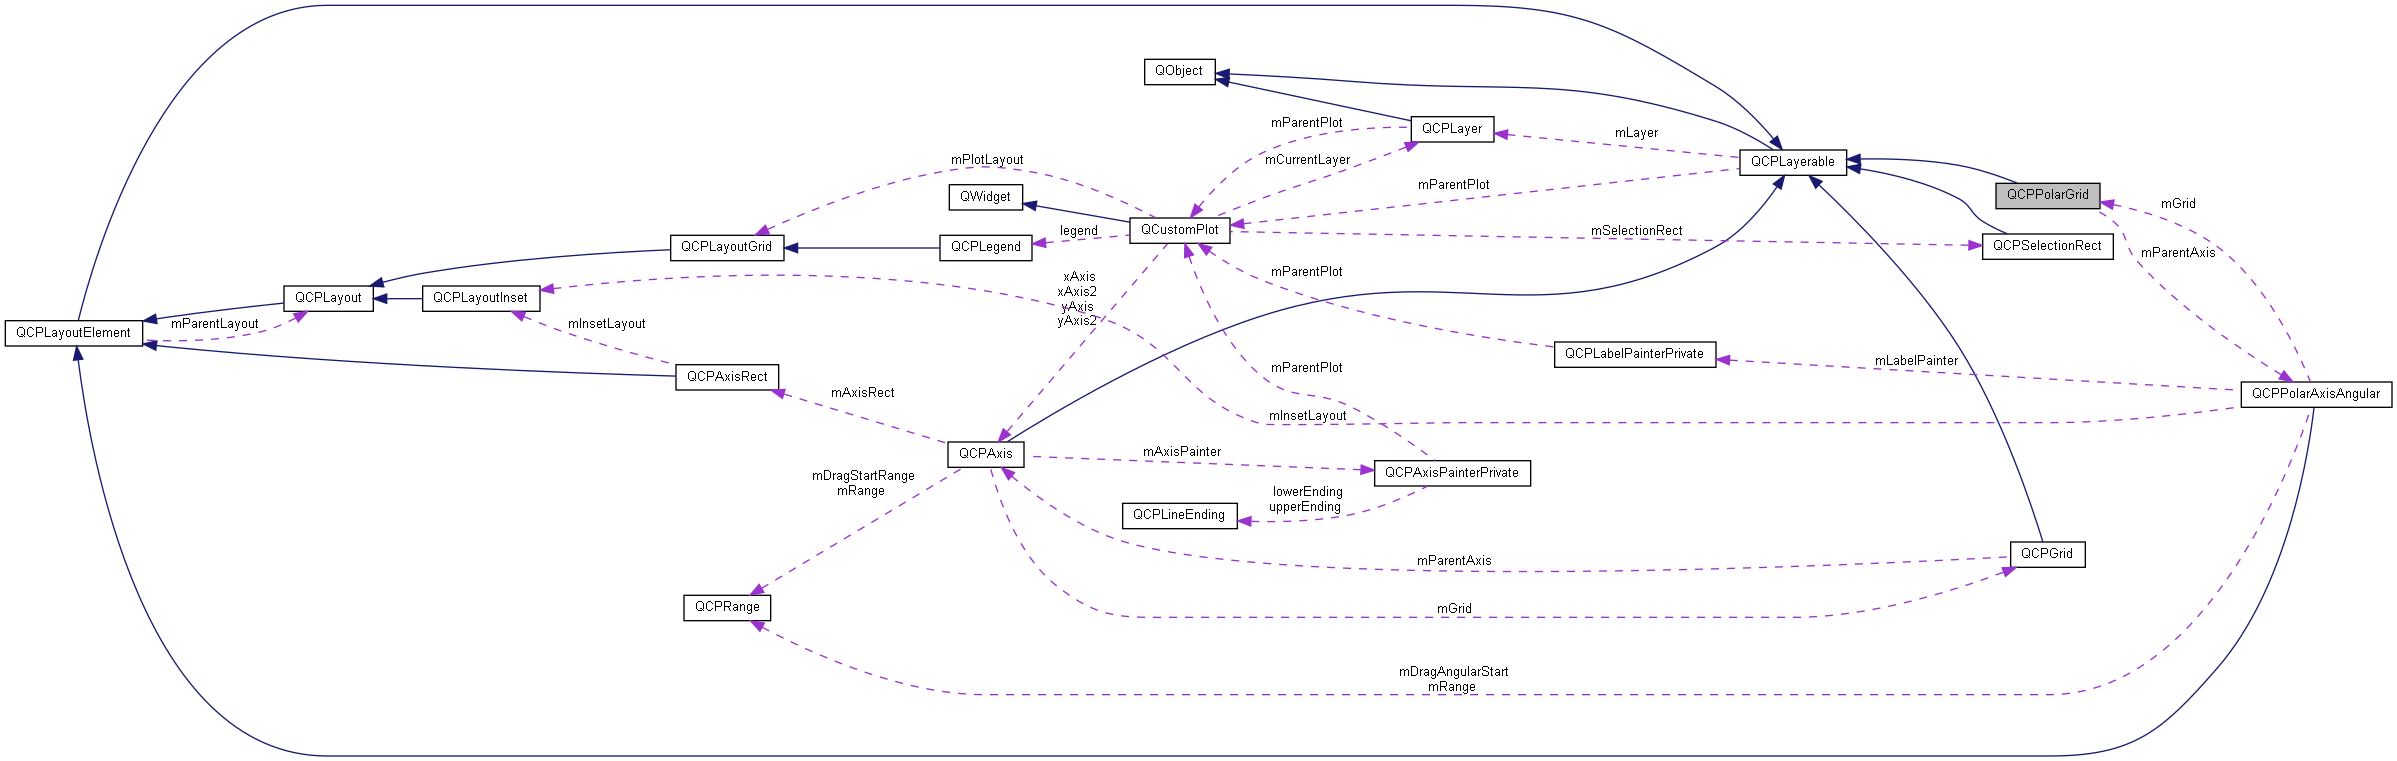 QObject
mParentPlot
QCPLayer
mLayer
mPlotLayout
mCurrentLayer
QCPLayerable
mParentPlot
QWidget
QCPPolarGrid
mGrid
QCustomPlot
legend
mSelectionRect
QCPLayoutGrid
QCPLegend
QCPSelectionRect
mParentAxis
mParentPlot
xAxis
xAxis2
yAxis
yAxis2
QCPLayout
QCPLayoutInset
mParentLayout
mInsetLayout
QCPLayoutElement
QCPLabelPainterPrivate
mLabelPainter
mParentPlot
QCPAxisRect
mAxisRect
QCPPolarAxisAngular
mInsetLayout
QCPAxis
mAxisPainter
QCPAxisPainterPrivate
mDragStartRange
mRange
lowerEnding
upperEnding
QCPLineEnding
mParentAxis
QCPGrid
QCPRange
mGrid
mDragAngularStart
mRange